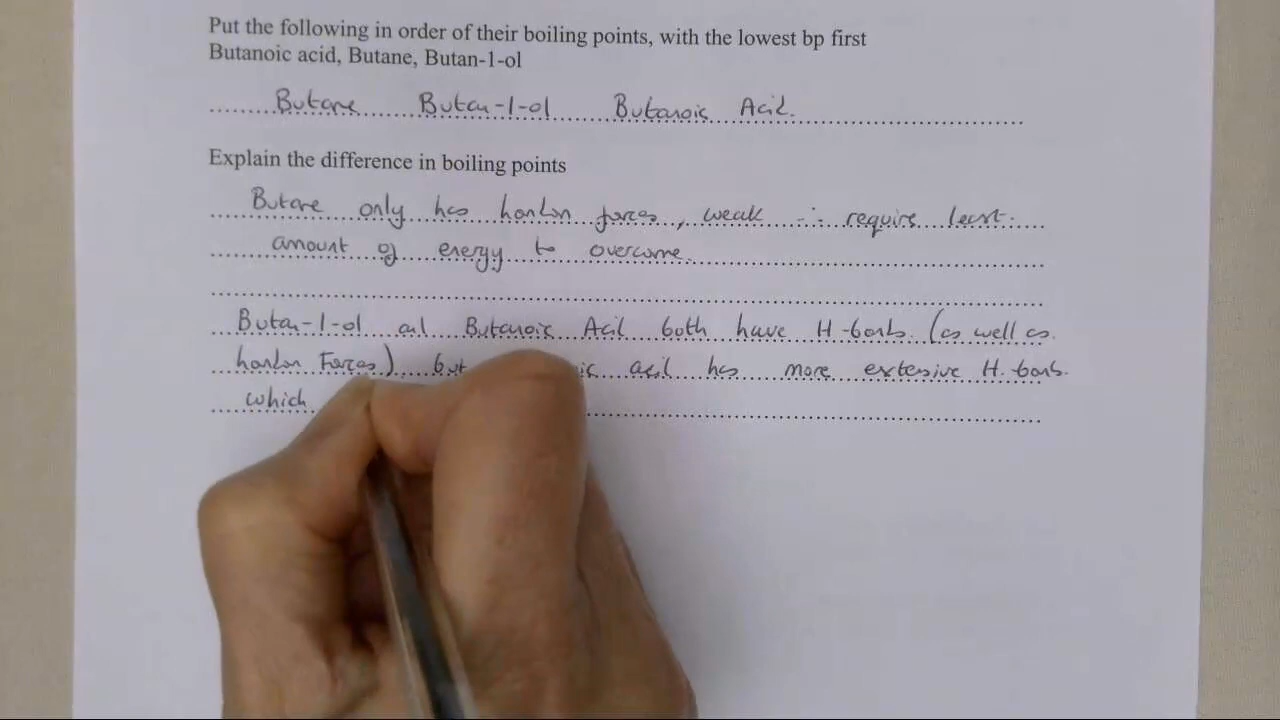 Put the following in order of their boiling points, with the lowest bp first
Butanoic acid, Butane, Butan-1-ol
Butane Butan-1-ol Butanoic Acid.
Explain the difference in boiling points
Butane only has london forces, weak ∴ require least
amount of energy to overcome.
Butan-1-ol and Butanoic Acid both have H-bonds (as well as
london Forces) but acid has more extensive H-bonds
which